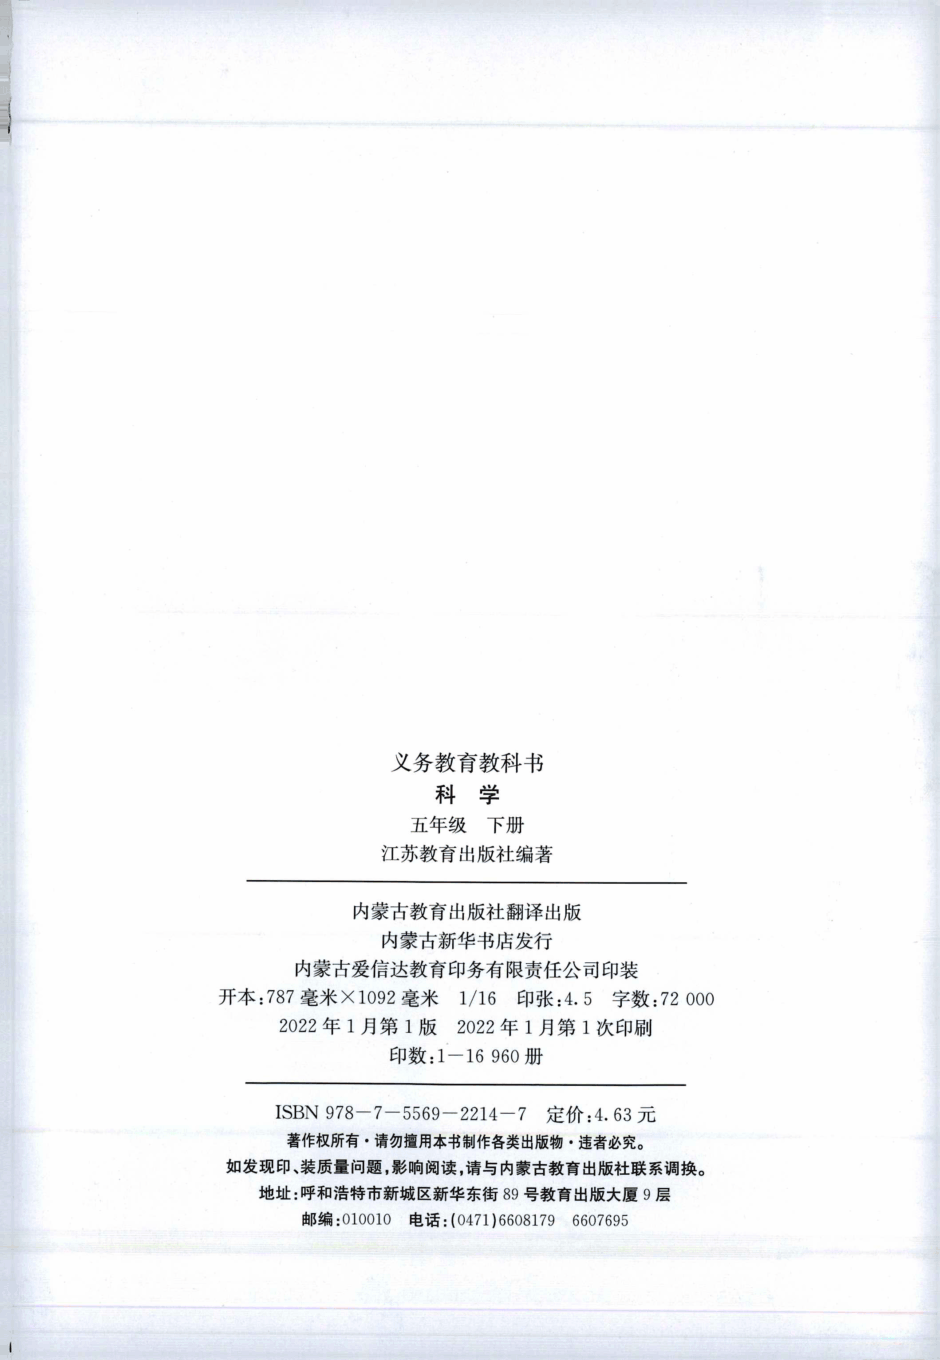 义务教育教科书
科 学
五年级 下册
江苏教育出版社编著
内蒙古教育出版社翻译出版
内蒙古新华书店发行
内蒙古爱信达教育印务有限责任公司印装
开本:787 毫米×1092 毫米 1/16 印张:4.5 字数:72 000
2022 年 1 月第 1 版 2022 年 1 月第 1 次印刷
印数:1—16 960 册
ISBN 978-7-5569-2214-7 定价:4.63 元
著作权所有·请勿擅用本书制作各类出版物·违者必究。
如发现印、装质量问题,影响阅读,请与内蒙古教育出版社联系调换。
地址:呼和浩特市新城区新华东街 89 号教育出版大厦 9 层
邮编:010010 电话:(0471)6608179 6607695